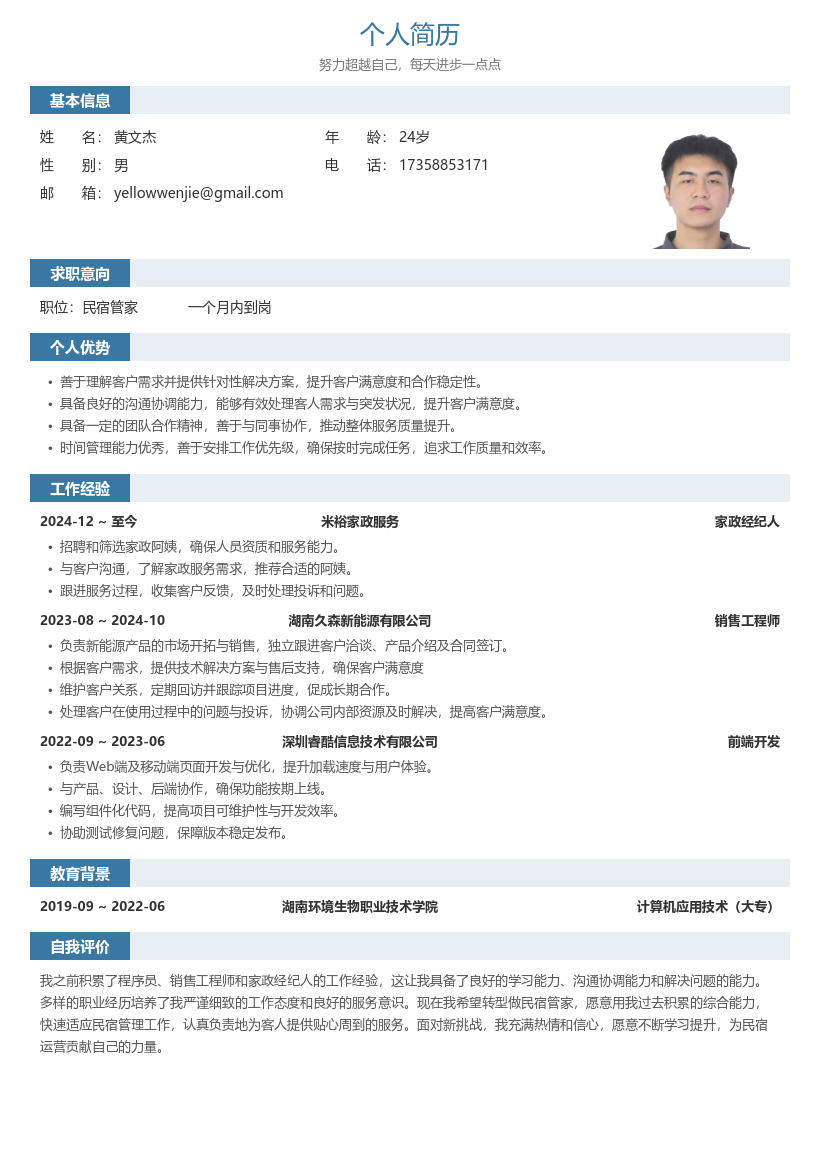 个人简历
努力超越自己，每天进步一点点
基本信息
姓 名： 黄文杰 年 龄： 24岁
性 别： 男 电 话： 17358853171
邮 箱： yellowwenjie@gmail.com
求职意向
职位：民宿管家 一个月内到岗
个人优势
• 善于理解客户需求并提供针对性解决方案，提升客户满意度和合作稳定性。
• 具备良好的沟通协调能力，能够有效处理客人需求与突发状况，提升客户满意度。
• 具备一定的团队合作精神，善于与同事协作，推动整体服务质量提升。
• 时间管理能力优秀，善于安排工作优先级，确保按时完成任务，追求工作质量和效率。
工作经验
2024-12 ~ 至今 米裕家政服务 家政经纪人
• 招聘和筛选家政阿姨，确保人员资质和服务能力。
• 与客户沟通，了解家政服务需求，推荐合适的阿姨。
• 跟进服务过程，收集客户反馈，及时处理投诉和问题。
2023-08 ~ 2024-10 湖南久森新能源有限公司 销售工程师
• 负责新能源产品的市场开拓与销售，独立跟进客户洽谈、产品介绍及合同签订。
• 根据客户需求，提供技术解决方案与售后支持，确保客户满意度
• 维护客户关系，定期回访并跟踪项目进度，促成长期合作。
• 处理客户在使用过程中的问题与投诉，协调公司内部资源及时解决，提高客户满意度。
2022-09 ~ 2023-06 深圳睿酷信息技术有限公司 前端开发
• 负责Web端及移动端页面开发与优化，提升加载速度与用户体验。
• 与产品、设计、后端协作，确保功能按期上线。
• 编写组件化代码，提高项目可维护性与开发效率。
• 协助测试修复问题，保障版本稳定发布。
教育背景
2019-09 ~ 2022-06 湖南环境生物职业技术学院 计算机应用技术（大专）
自我评价
我之前积累了程序员、销售工程师和家政经纪人的工作经验，这让我具备了良好的学习能力、沟通协调能力和解决问题的能力。
多样的职业经历培养了我严谨细致的工作态度和良好的服务意识。现在我希望转型做民宿管家，愿意用我过去积累的综合能力，
快速适应民宿管理工作，认真负责地为客人提供贴心周到的服务。面对新挑战，我充满热情和信心，愿意不断学习提升，为民宿
运营贡献自己的力量。